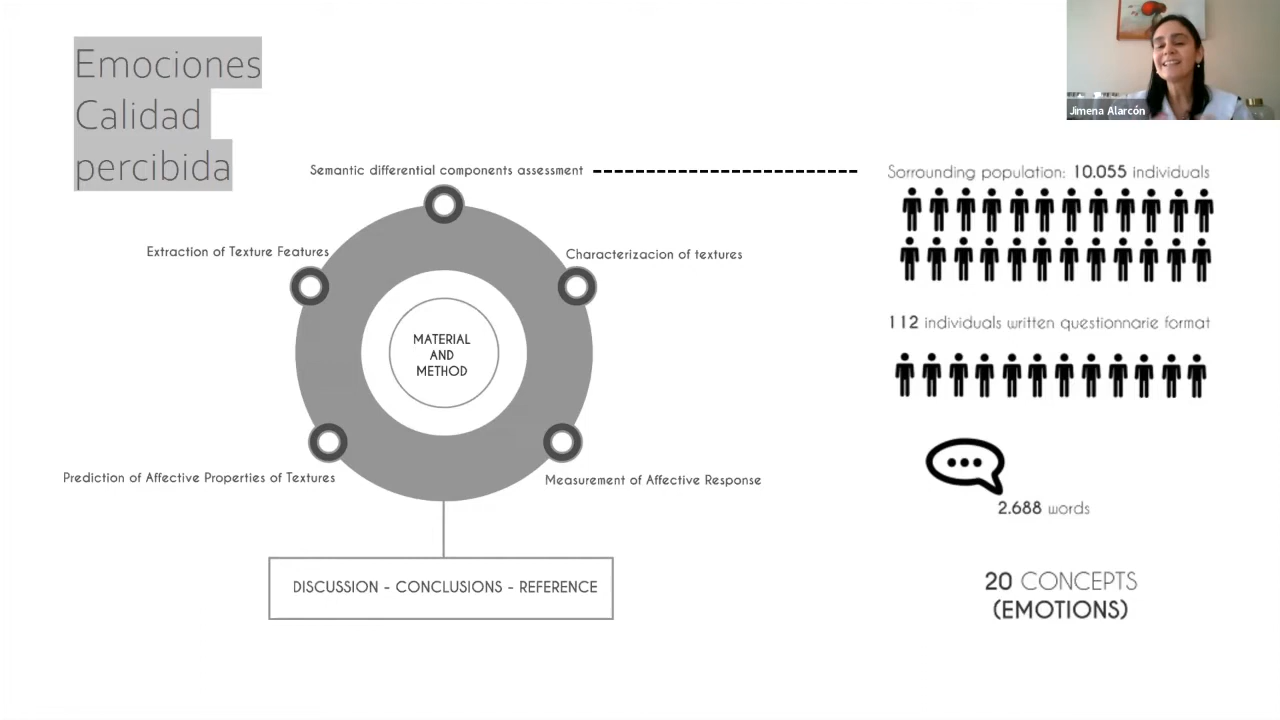 Emociones
Calidad
percibida
Jimena Alarcón
Semantic differential components assessment
Extraction of Texture Features
Characterizacion of textures
MATERIAL
AND
METHOD
Prediction of Affective Properties of Textures
Measurement of Affective Response
DISCUSSION - CONCLUSIONS - REFERENCE
Sorrounding population: 10.055 individuals
112 individuals written questionnarie format
2.688 words
20 CONCEPTS
(EMOTIONS)